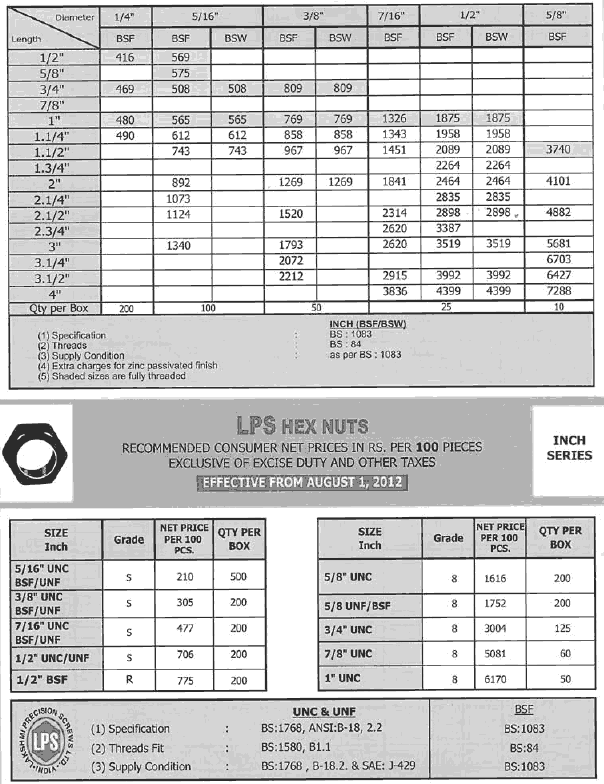 Diameter 1/4" 5/16" 3/8" 7/16" 1/2" 5/8"
Length BSF BSF BSW BSF BSW BSF BSF BSW BSF
1/2" 416 569
5/8" 575
3/4" 469 508 508 809 809
7/8"
1" 480 565 565 769 769 1326 1875 1875
1.1/4" 490 612 612 858 858 1343 1958 1958
1.1/2" 743 743 967 967 1451 2089 2089 3740
1.3/4" 2264 2264
2" 892 1269 1269 1841 2464 2464 4101
2.1/4" 1073 2835 2835
2.1/2" 1124 1520 2314 2898 2898 4882
2.3/4" 2620 3387
3" 1340 1793 2620 3519 3519 5681
3.1/4" 2072 6703
3.1/2" 2212 2915 3992 3992 6427
4" 3836 4399 4399 7288
Qty per Box 200 100 50 25 10
INCH (BSF/BSW)
(1) Specification : BS : 1083
(2) Threads : BS : 84
(3) Supply Condition : as per BS : 1083
(4) Extra charges for zinc passivated finish
(5) Shaded sizes are fully threaded
LPS HEX NUTS
RECOMMENDED CONSUMER NET PRICES IN RS. PER 100 PIECES
EXCLUSIVE OF EXCISE DUTY AND OTHER TAXES
EFFECTIVE FROM AUGUST 1, 2012
INCH
SERIES
SIZE Inch Grade NET PRICE PER 100 PCS. QTY PER BOX
5/16" UNC BSF/UNF S 210 500
3/8" UNC BSF/UNF S 305 200
7/16" UNC BSF/UNF S 477 200
1/2" UNC/UNF S 706 200
1/2" BSF R 775 200
SIZE Inch Grade NET PRICE PER 100 PCS. QTY PER BOX
5/8" UNC 8 1616 200
5/8 UNF/BSF 8 1752 200
3/4" UNC 8 3004 125
7/8" UNC 8 5081 60
1" UNC 8 6170 50
LAKSHMI PRECISION SCREWS LTD.
LPS
UNC & UNF BSF
(1) Specification : BS:1768, ANSI:B-18, 2.2 BS:1083
(2) Threads Fit : BS:1580, B1.1 BS:84
(3) Supply Condition : BS:1768 , B-18.2. & SAE: J-429 BS:1083